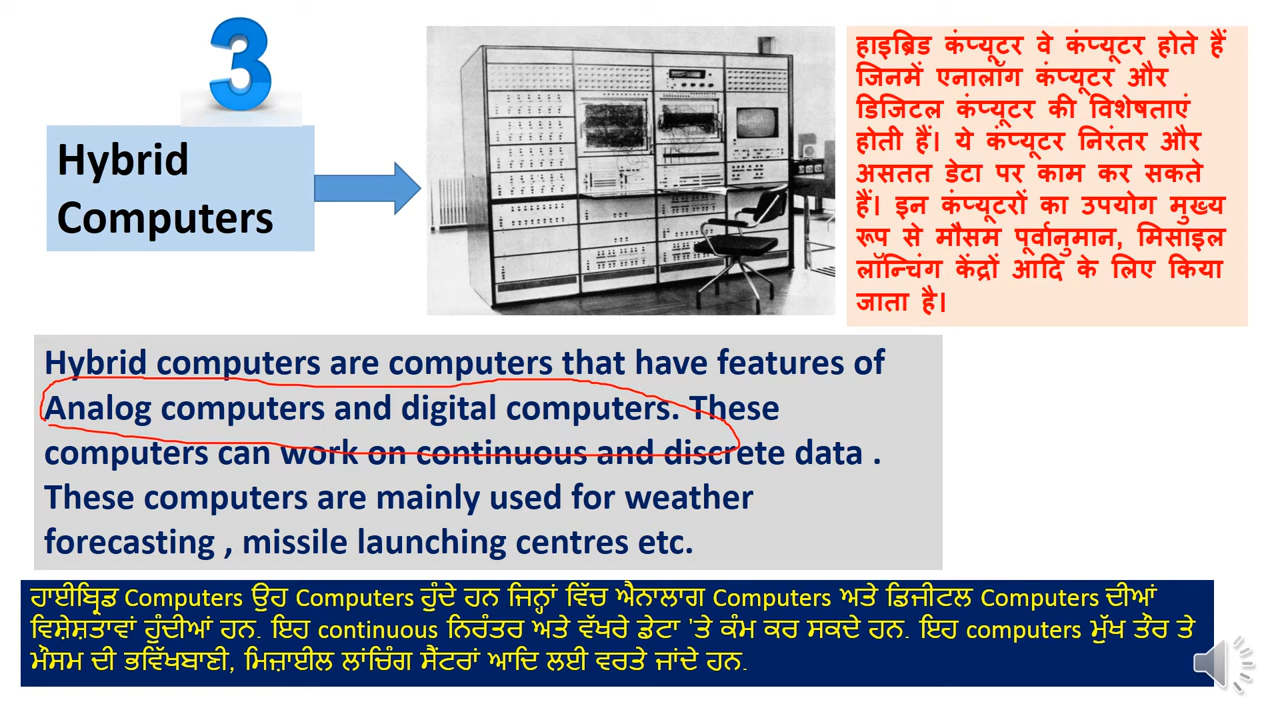 3
Hybrid
Computers
हाइब्रिड कंप्यूटर वे कंप्यूटर होते हैं
जिनमें एनालॉग कंप्यूटर और
डिजिटल कंप्यूटर की विशेषताएं
होती हैं। ये कंप्यूटर निरंतर और
असतत डेटा पर काम कर सकते
हैं। इन कंप्यूटरों का उपयोग मुख्य
रूप से मौसम पूर्वानुमान, मिसाइल
लॉन्चिंग केंद्रों आदि के लिए किया
जाता है।
Hybrid computers are computers that have features of
Analog computers and digital computers. These
computers can work on continuous and discrete data .
These computers are mainly used for weather
forecasting , missile launching centres etc.
ਹਾਈਬ੍ਰਿਡ Computers ਉਹ Computers ਹੁੰਦੇ ਹਨ ਜਿਨ੍ਹਾਂ ਵਿੱਚ ਐਨਾਲਾਗ Computers ਅਤੇ ਡਿਜੀਟਲ Computers ਦੀਆਂ
ਵਿਸ਼ੇਸ਼ਤਾਵਾਂ ਹੁੰਦੀਆਂ ਹਨ. ਇਹ continuous ਨਿਰੰਤਰ ਅਤੇ ਵੱਖਰੇ ਡੇਟਾ 'ਤੇ ਕੰਮ ਕਰ ਸਕਦੇ ਹਨ. ਇਹ computers ਮੁੱਖ ਤੌਰ ਤੇ
ਮੌਸਮ ਦੀ ਭਵਿੱਖਬਾਣੀ, ਮਿਜ਼ਾਈਲ ਲਾਂਚਿੰਗ ਸੈਂਟਰਾਂ ਆਦਿ ਲਈ ਵਰਤੇ ਜਾਂਦੇ ਹਨ.